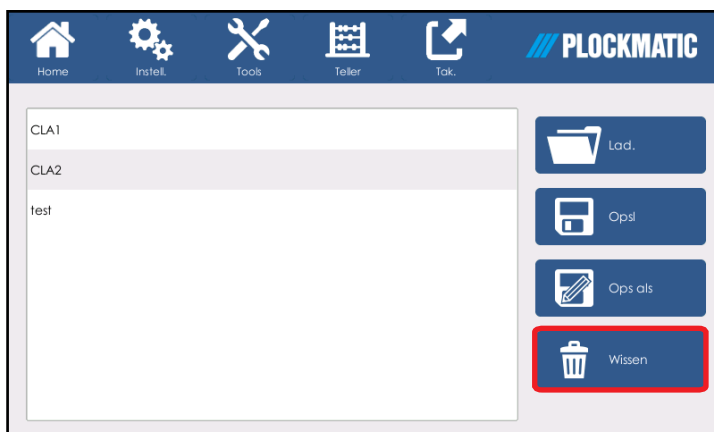 Home
Instell.
Tools
Teller
Tak.
PLOCKMATIC
CLA1
CLA2
test
Lad.
Opsl
Ops als
Wissen